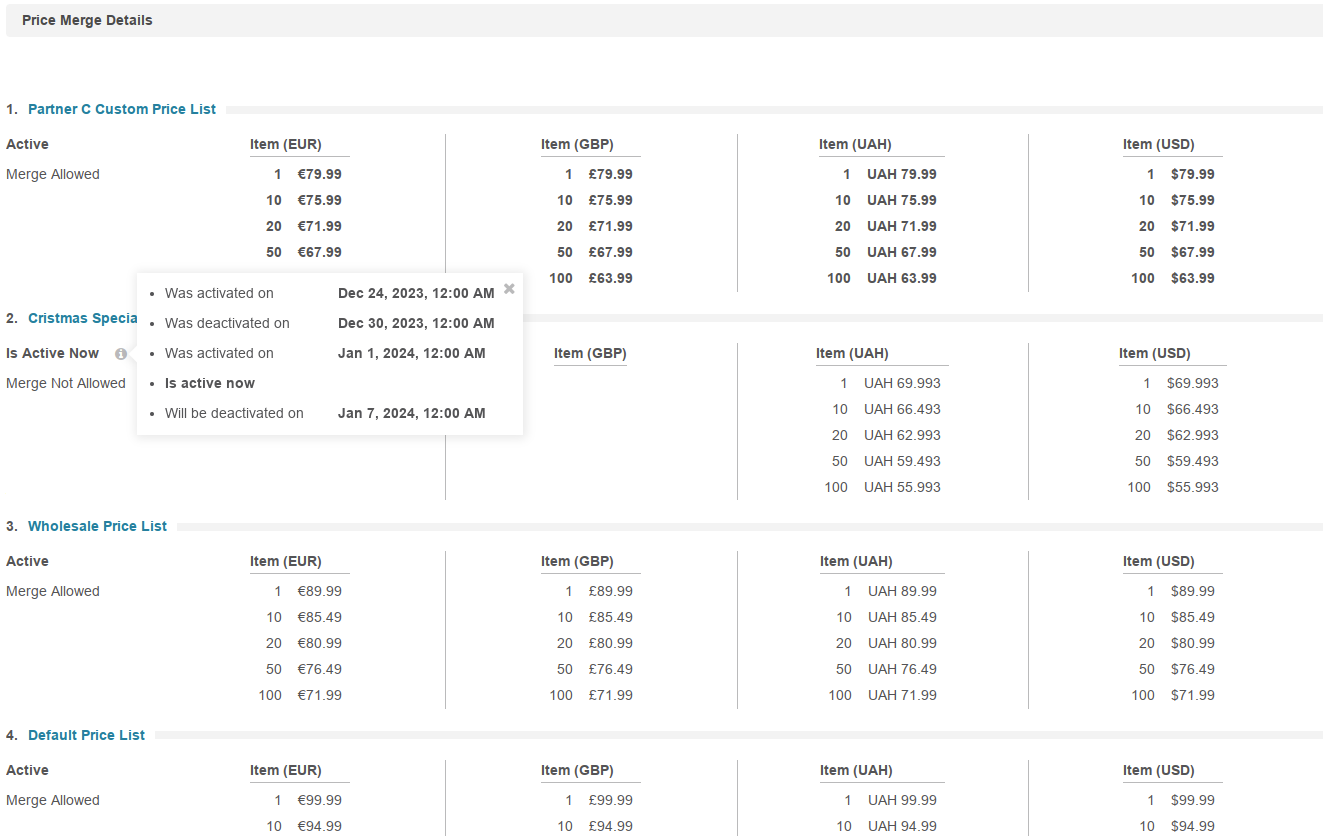 Price Merge Details
1. Partner C Custom Price List
Active Item (EUR) Item (GBP) Item (UAH) Item (USD)
Merge Allowed 1 €79.99 1 £79.99 1 UAH 79.99 1 $79.99
10 €75.99 10 £75.99 10 UAH 75.99 10 $75.99
20 €71.99 20 £71.99 20 UAH 71.99 20 $71.99
50 €67.99 50 £67.99 50 UAH 67.99 50 $67.99
100 £63.99 100 UAH 63.99 100 $63.99
Was activated on Dec 24, 2023, 12:00 AM
2. Cristmas Specia
Was deactivated on Dec 30, 2023, 12:00 AM
Is Active Now Was activated on Jan 1, 2024, 12:00 AM Item (GBP) Item (UAH) Item (USD)
Merge Not Allowed Is active now 1 UAH 69.993 1 $69.993
Will be deactivated on Jan 7, 2024, 12:00 AM 10 UAH 66.493 10 $66.493
20 UAH 62.993 20 $62.993
50 UAH 59.493 50 $59.493
100 UAH 55.993 100 $55.993
3. Wholesale Price List
Active Item (EUR) Item (GBP) Item (UAH) Item (USD)
Merge Allowed 1 €89.99 1 £89.99 1 UAH 89.99 1 $89.99
10 €85.49 10 £85.49 10 UAH 85.49 10 $85.49
20 €80.99 20 £80.99 20 UAH 80.99 20 $80.99
50 €76.49 50 £76.49 50 UAH 76.49 50 $76.49
100 €71.99 100 £71.99 100 UAH 71.99 100 $71.99
4. Default Price List
Active Item (EUR) Item (GBP) Item (UAH) Item (USD)
Merge Allowed 1 €99.99 1 £99.99 1 UAH 99.99 1 $99.99
10 €94.99 10 £94.99 10 UAH 94.99 10 $94.99